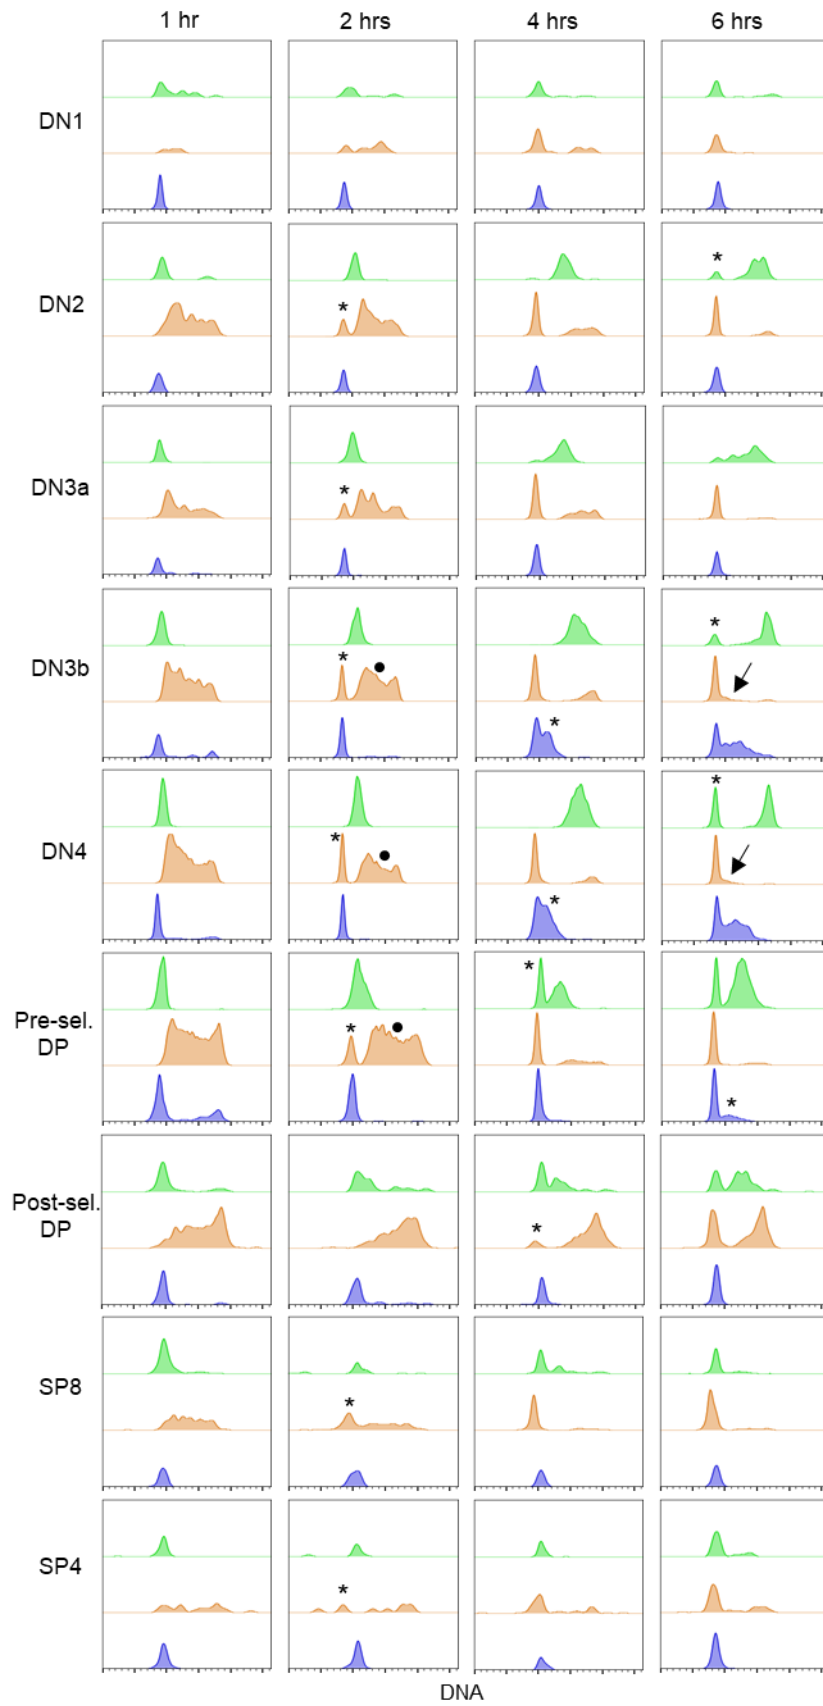 1 hr 2 hrs 4 hrs 6 hrs
DN1
DN2
*
*
DN3a
*
DN3b
*
*
*
DN4
*
*
*
Pre-sel.
DP
*
*
*
Post-sel.
DP
*
SP8
*
SP4
*
DNA